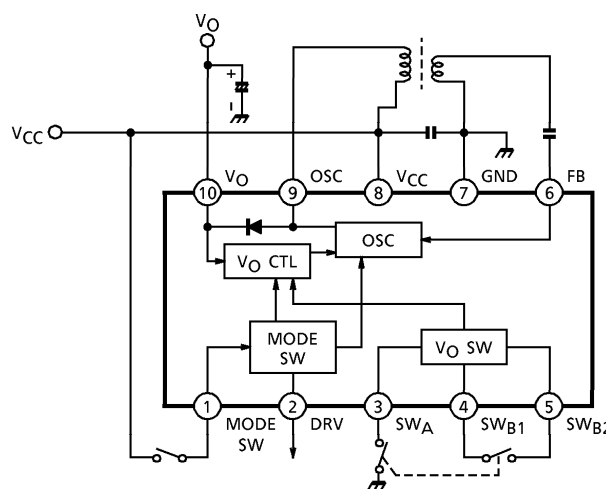 VO
+
-
VCC
VO OSC VCC GND FB
10 9 8 7 6
OSC
VO CTL
MODE
SW
VO SW
1 2 3 4 5
MODE
SW
DRV SWA SWB1 SWB2